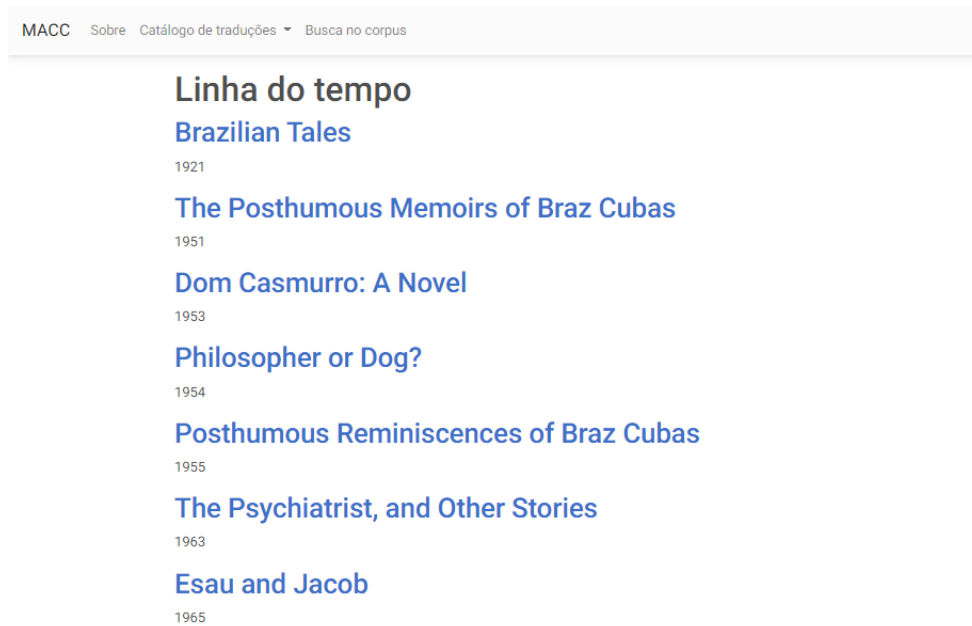 MACC Sobre Catálogo de traduções Busca no corpus
Linha do tempo
Brazilian Tales
1921
The Posthumous Memoirs of Braz Cubas
1951
Dom Casmurro: A Novel
1953
Philosopher or Dog?
1954
Posthumous Reminiscences of Braz Cubas
1955
The Psychiatrist, and Other Stories
1963
Esau and Jacob
1965